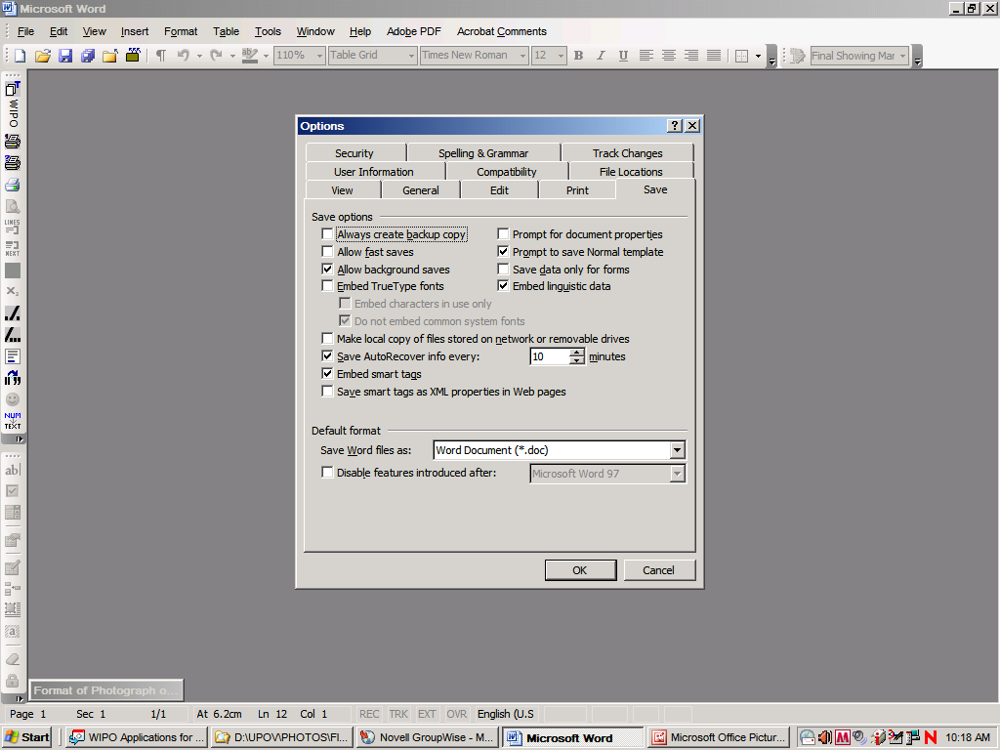 Microsoft Word
File Edit View Insert Format Table Tools Window Help Adobe PDF Acrobat Comments
110% Table Grid Times New Roman 12 B I U Final Showing Mar
WIPO
LINES
NEXT
NUM
TEXT
ab
Options
Security Spelling & Grammar Track Changes
User Information Compatibility File Locations
View General Edit Print Save
Save options
Always create backup copy Prompt for document properties
Allow fast saves Prompt to save Normal template
Allow background saves Save data only for forms
Embed TrueType fonts Embed linguistic data
Embed characters in use only
Do not embed common system fonts
Make local copy of files stored on network or removable drives
Save AutoRecover info every: 10 minutes
Embed smart tags
Save smart tags as XML properties in Web pages
Default format
Save Word files as: Word Document (*.doc)
Disable features introduced after: Microsoft Word 97
OK Cancel
Format of Photograph o...
Page 1 Sec 1 1/1 At 6.2cm Ln 12 Col 1 REC TRK EXT OVR English (U.S
Start WIPO Applications for ... D:\UPOV\PHOTOS\Fl... Novell GroupWise - M... Microsoft Word Microsoft Office Pictur... 10:18 AM